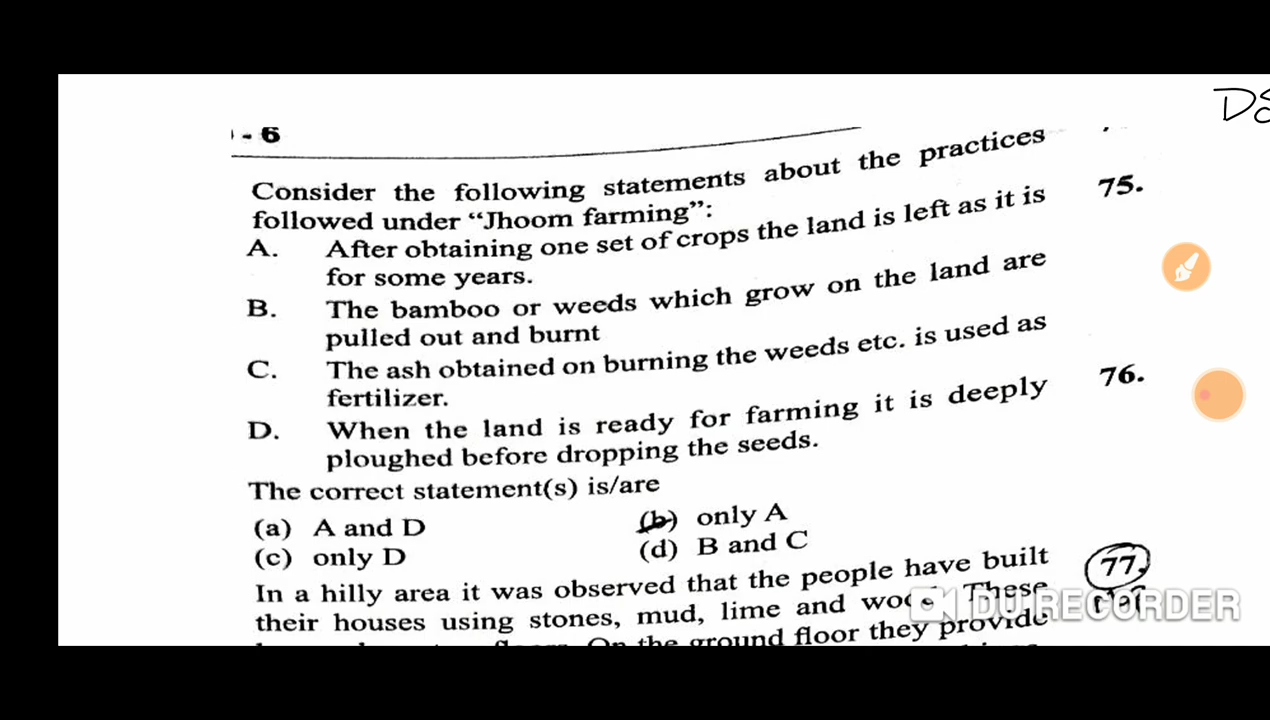 DS
- 6
Consider the following statements about the practices
followed under “Jhoom farming”:
75.
A. After obtaining one set of crops the land is left as it is
for some years.
B. The bamboo or weeds which grow on the land are
pulled out and burnt
C. The ash obtained on burning the weeds etc. is used as
fertilizer.
76.
D. When the land is ready for farming it is deeply
ploughed before dropping the seeds.
The correct statement(s) is/are
(a) A and D (b) only A
(c) only D (d) B and C
In a hilly area it was observed that the people have built
77.
their houses using stones, mud, lime and wood. These
On the ground floor they provide
DU RECORDER